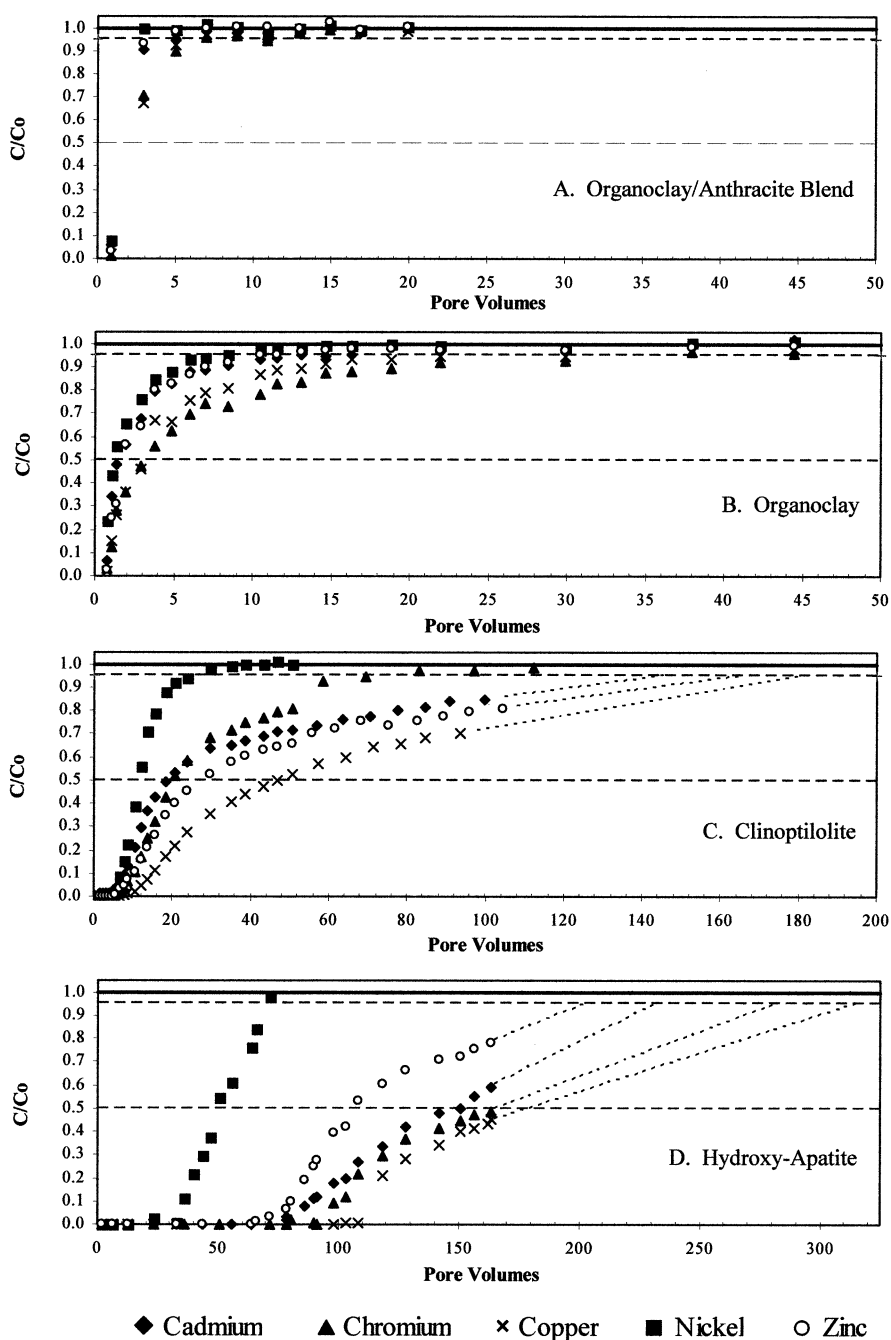 1.0
0.9
0.8
0.7
0.6
0.5
0.4
0.3
0.2
0.1
0.0
C/Co
A. Organoclay/Anthracite Blend
0 5 10 15 20 25 30 35 40 45 50
Pore Volumes
1.0
0.9
0.8
0.7
0.6
0.5
0.4
0.3
0.2
0.1
0.0
C/Co
B. Organoclay
0 5 10 15 20 25 30 35 40 45 50
Pore Volumes
1.0
0.9
0.8
0.7
0.6
0.5
0.4
0.3
0.2
0.1
0.0
C/Co
C. Clinoptilolite
0 20 40 60 80 100 120 140 160 180 200
Pore Volumes
1.0
0.9
0.8
0.7
0.6
0.5
0.4
0.3
0.2
0.1
0.0
C/Co
D. Hydroxy-Apatite
0 50 100 150 200 250 300
Pore Volumes
Cadmium Chromium Copper Nickel Zinc